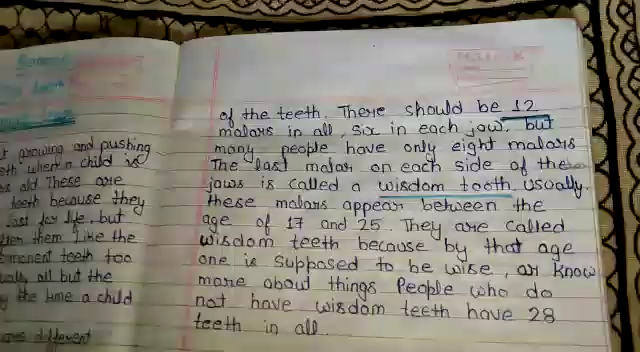 growing and pushing
when a child is
old These are
teeth because they
last for life, but
them like the
teeth too
all but the
the time a child
different
of the teeth. There should be 12
molars in all, six in each jaw, but
many people have only eight molars
The last molar on each side of the
jaws is called a wisdom tooth usually.
these molars appear between the
age of 17 and 25. They are called
wisdom teeth because by that age
one is supposed to be wise, or know
more about things People who do
not have wisdom teeth have 28
teeth in all.